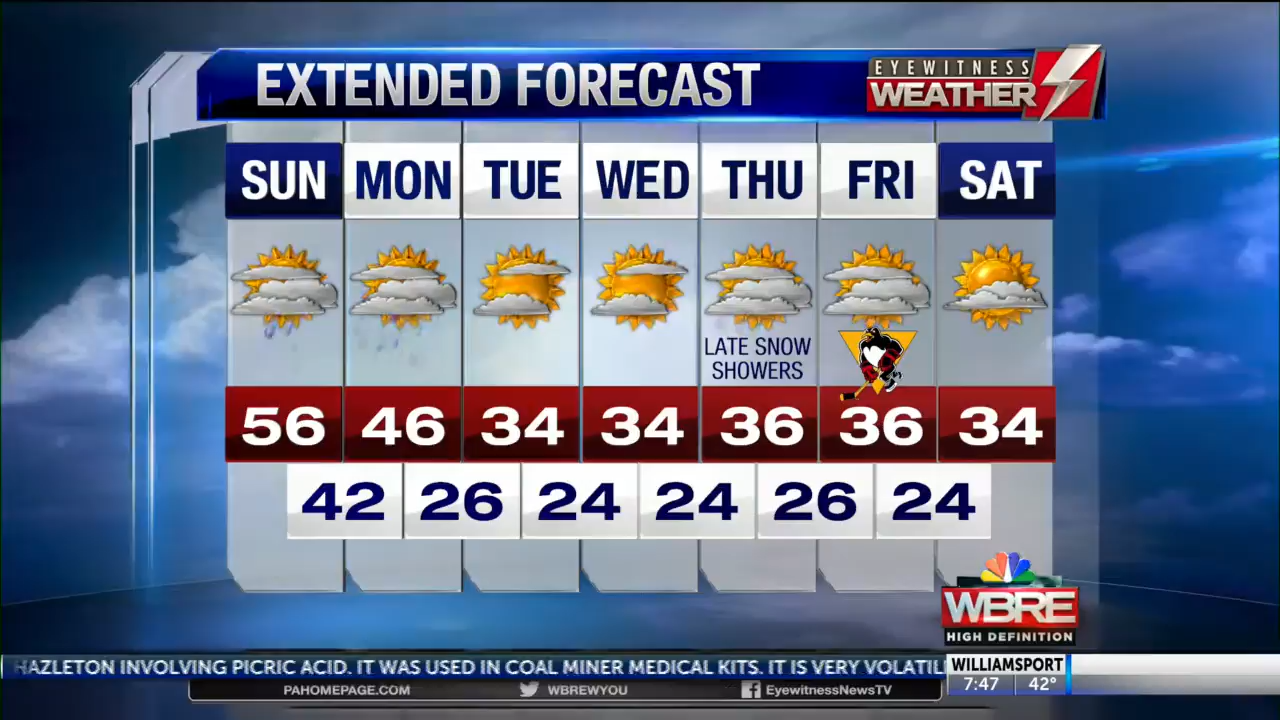 EXTENDED FORECAST
EYEWITNESS
WEATHER
SUN MON TUE WED THU FRI SAT
LATE SNOW
SHOWERS
56 46 34 34 36 36 34
42 26 24 24 26 24
WBRE
HIGH DEFINITION
HAZLETON INVOLVING PICRIC ACID. IT WAS USED IN COAL MINER MEDICAL KITS. IT IS VERY
WILLIAMSPORT
7:47 42°
PAHOMEPAGE.COM WBREWYOU EyewitnessNewsTV